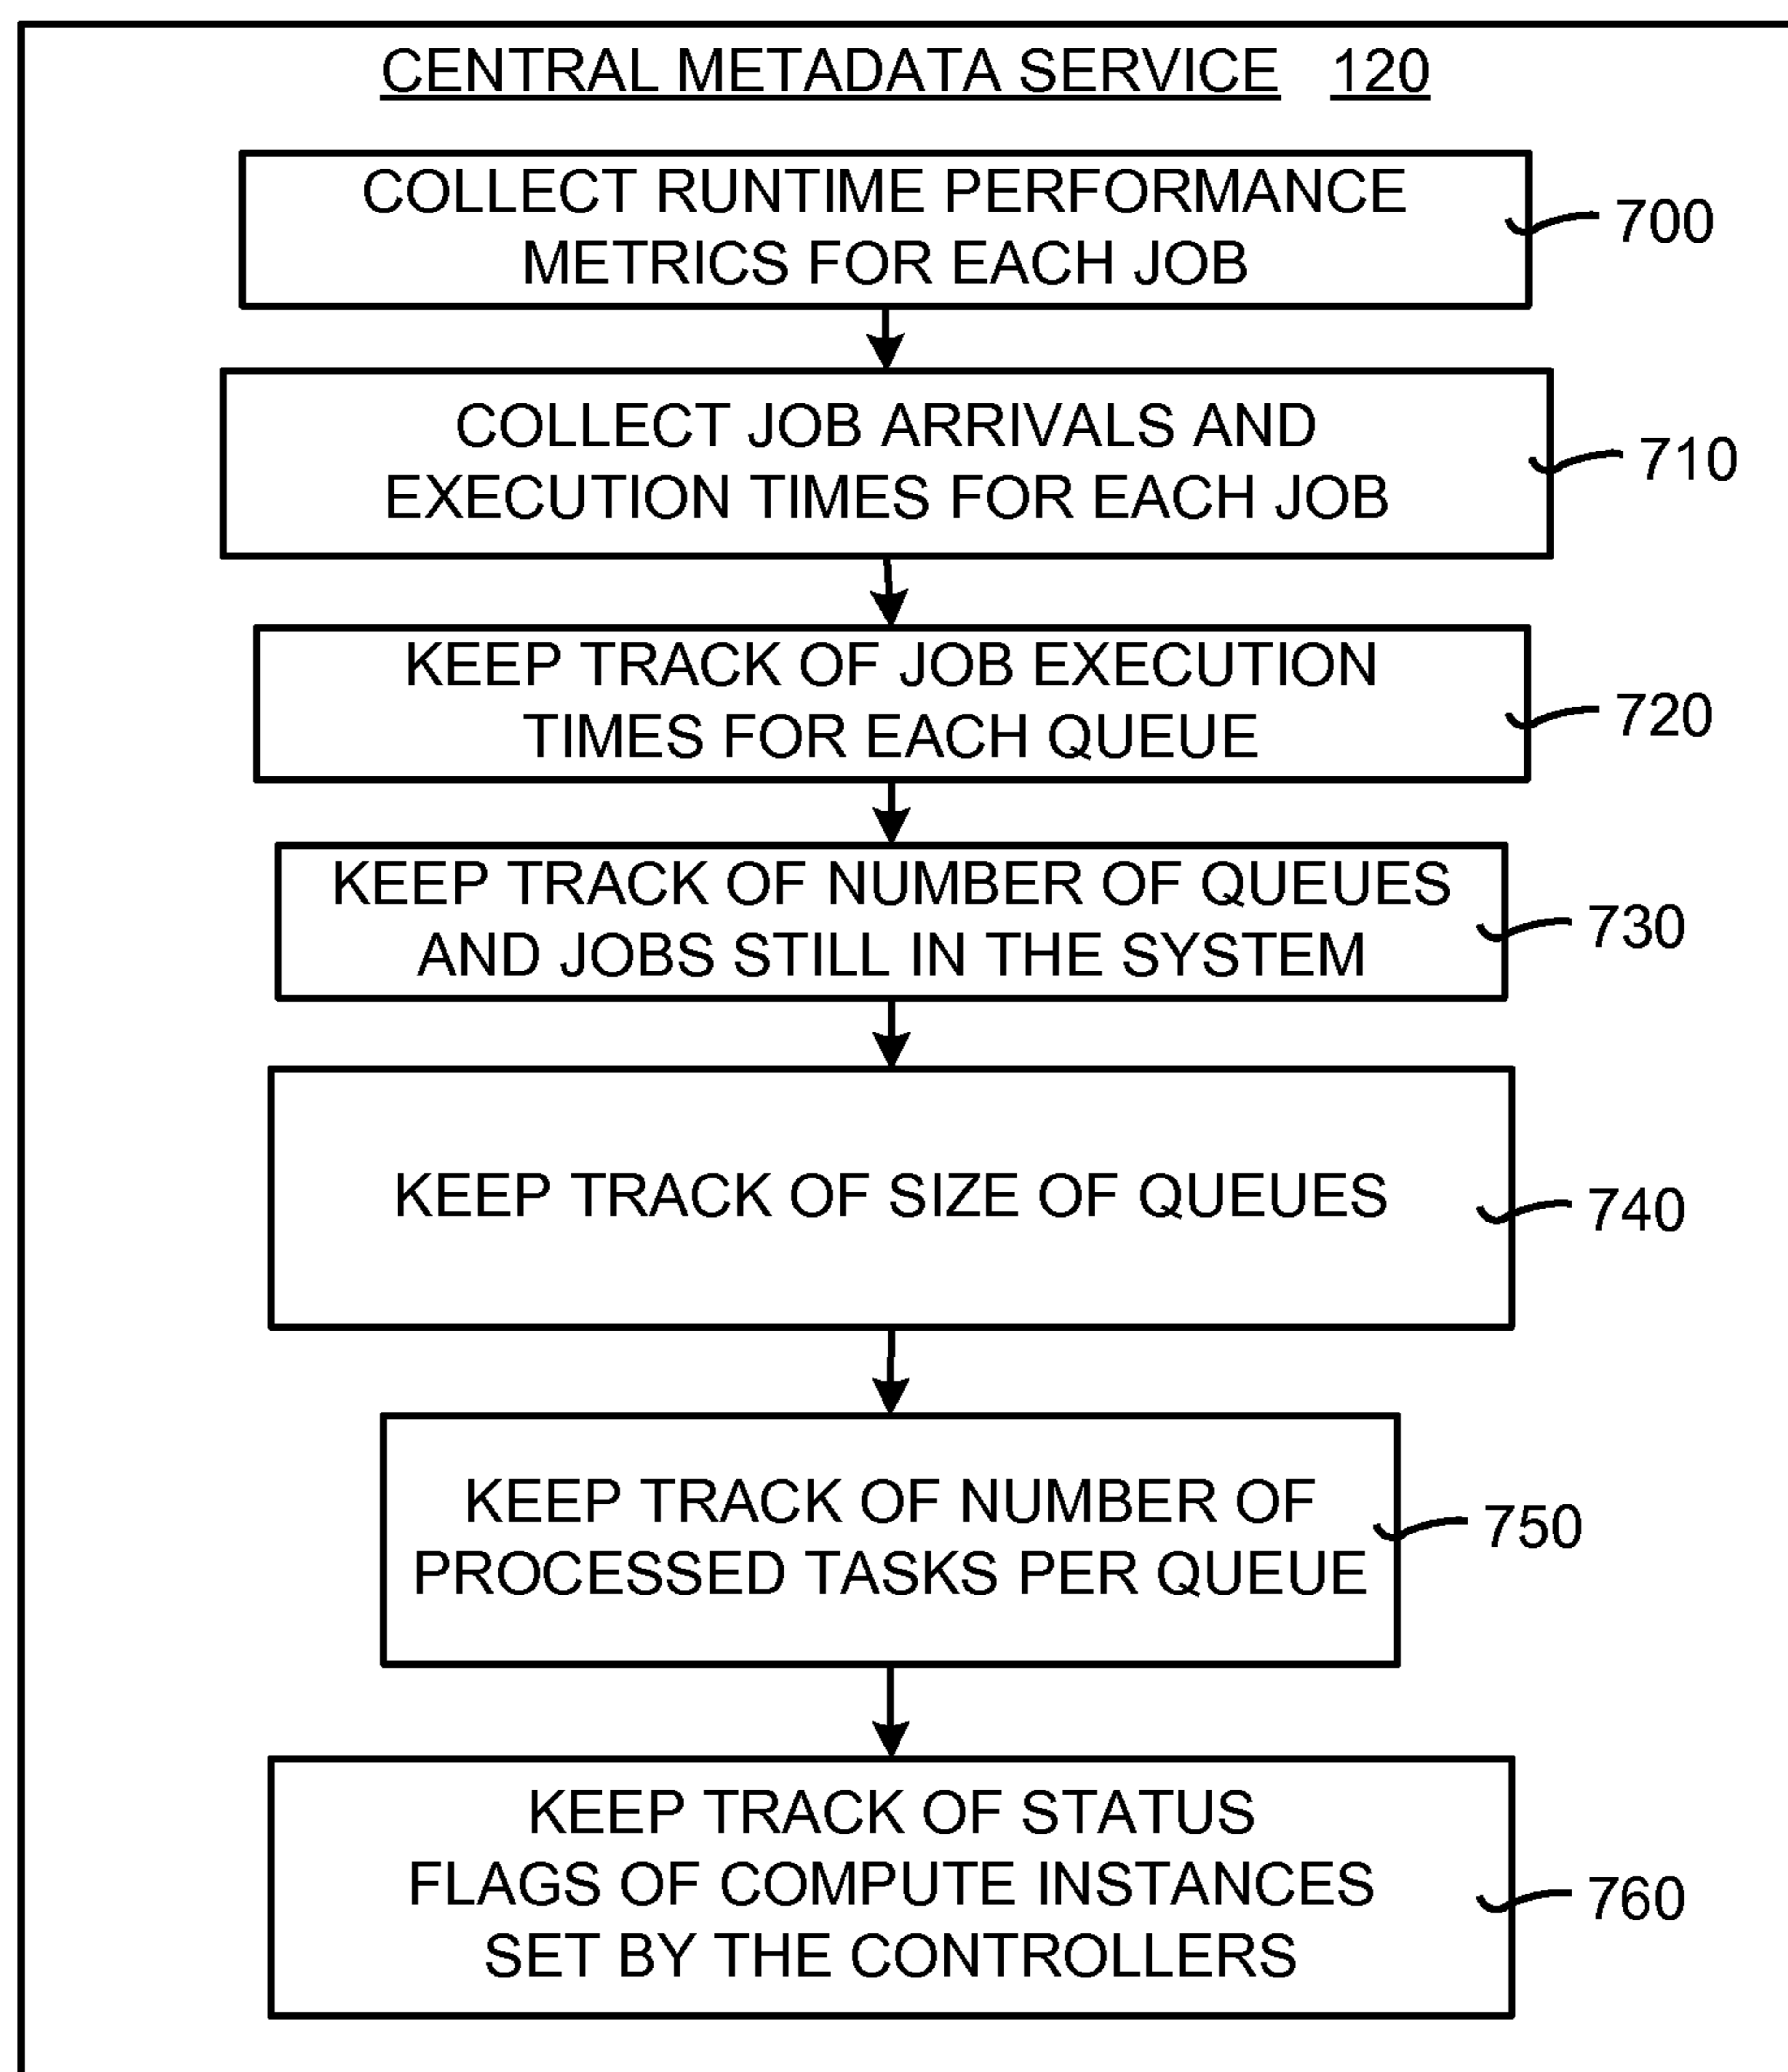 CENTRAL METADATA SERVICE 120
COLLECT RUNTIME PERFORMANCE
METRICS FOR EACH JOB
700
COLLECT JOB ARRIVALS AND
EXECUTION TIMES FOR EACH JOB
710
KEEP TRACK OF JOB EXECUTION
TIMES FOR EACH QUEUE
720
KEEP TRACK OF NUMBER OF QUEUES
AND JOBS STILL IN THE SYSTEM
730
KEEP TRACK OF SIZE OF QUEUES
740
KEEP TRACK OF NUMBER OF
PROCESSED TASKS PER QUEUE
750
KEEP TRACK OF STATUS
FLAGS OF COMPUTE INSTANCES
SET BY THE CONTROLLERS
760